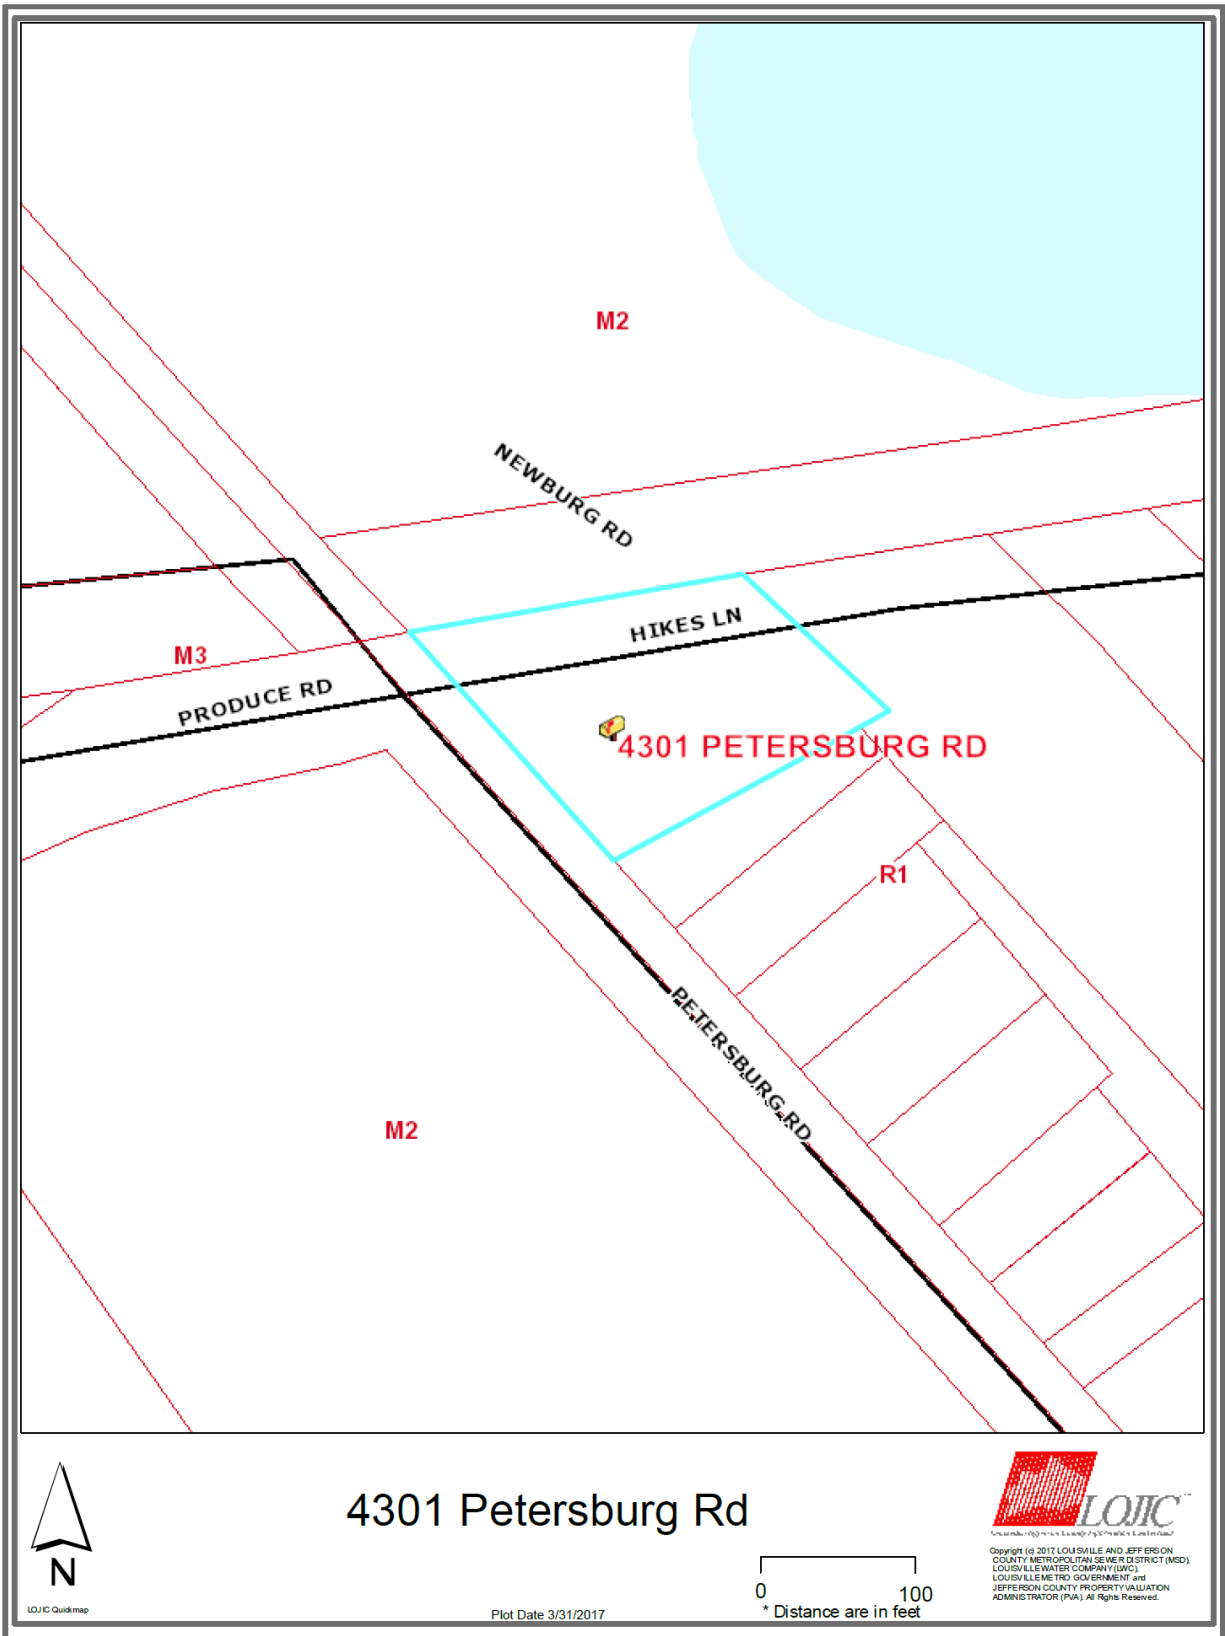 M2
NEWBURG RD
HIKES LN
M3
PRODUCE RD
4301 PETERSBURG RD
R1
PETERSBURG RD
M2
4301 Petersburg Rd
N
LOJIC Quickmap
Plot Date 3/31/2017
0 100
* Distance are in feet
LOJIC
Copyright (c) 2017, LOUISVILLE AND JEFFERSON
COUNTY METROPOLITAN SEWER DISTRICT (MSD),
LOUISVILLE WATER COMPANY (LWC),
LOUISVILLE METRO GOVERNMENT and
JEFFERSON COUNTY PROPERTY VALUATION
ADMINISTRATOR (PVA). All Rights Reserved.